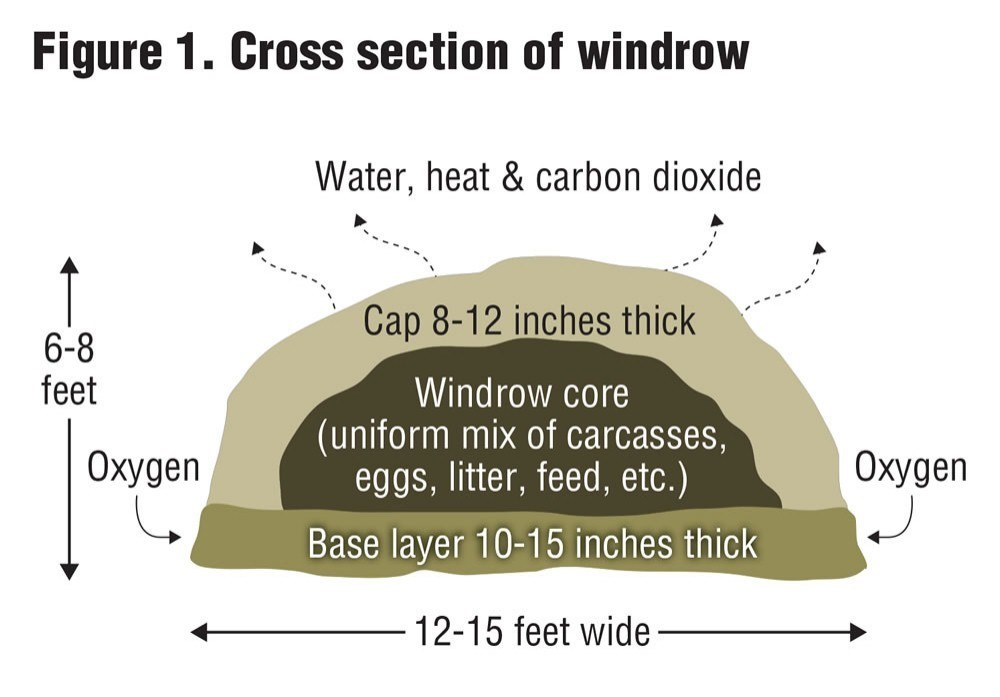 Figure 1. Cross section of windrow
Water, heat & carbon dioxide
Cap 8-12 inches thick
6-8
feet
Windrow core
(uniform mix of carcasses,
eggs, litter, feed, etc.)
Oxygen
Oxygen
Base layer 10-15 inches thick
12-15 feet wide